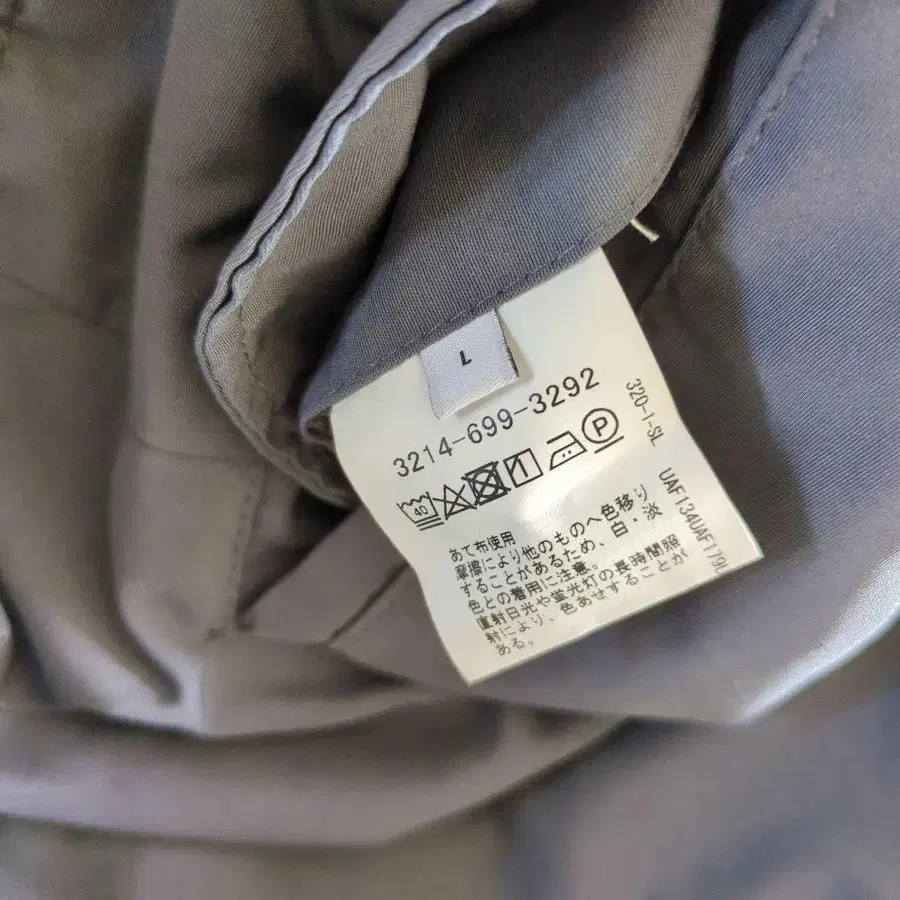 L
3214-699-3292
320-1-SL
40
P
あて布使用
摩擦により他のものへ色移り
することがあるため、白・淡
色との着用に注意。
直射日光や蛍光灯の長時間照
射により、色あせすることが
ある。